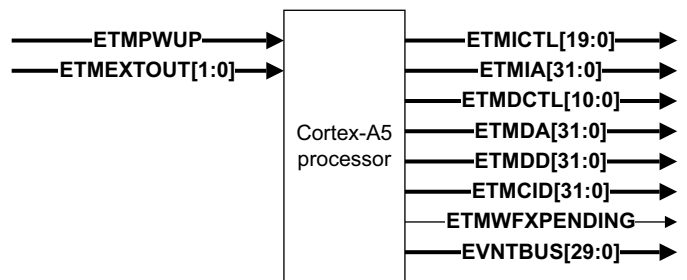 ETMPWUP
ETMEXTOUT[1:0]
Cortex-A5
processor
ETMICTL[19:0]
ETMIA[31:0]
ETMDCTL[10:0]
ETMDA[31:0]
ETMDD[31:0]
ETMCID[31:0]
ETMWFXPENDING
EVNTBUS[29:0]